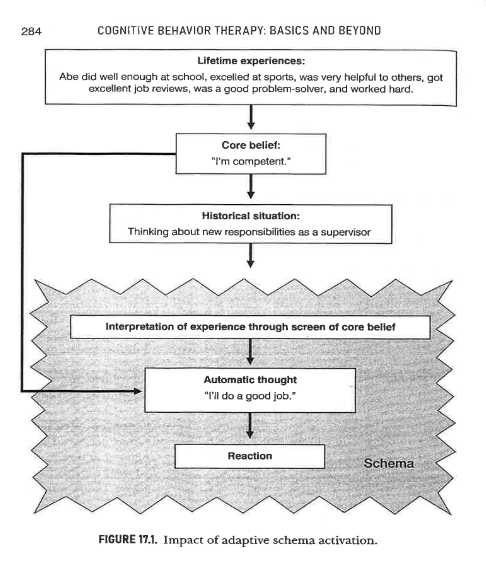 284
COGNITIVE BEHAVIOR THERAPY: BASICS AND BEYOND
Lifetime experiences:
Abe did well enough at school, excelled at sports, was very helpful to others, got
excellent job reviews, was a good problem-solver, and worked hard.
Core belief:
"I'm competent."
Historical situation:
Thinking about new responsibilities as a supervisor
Interpretation of experience through screen of core belief
Automatic thought
"I'll do a good job."
Reaction
Schema
FIGURE 17.1. Impact of adaptive schema activation.